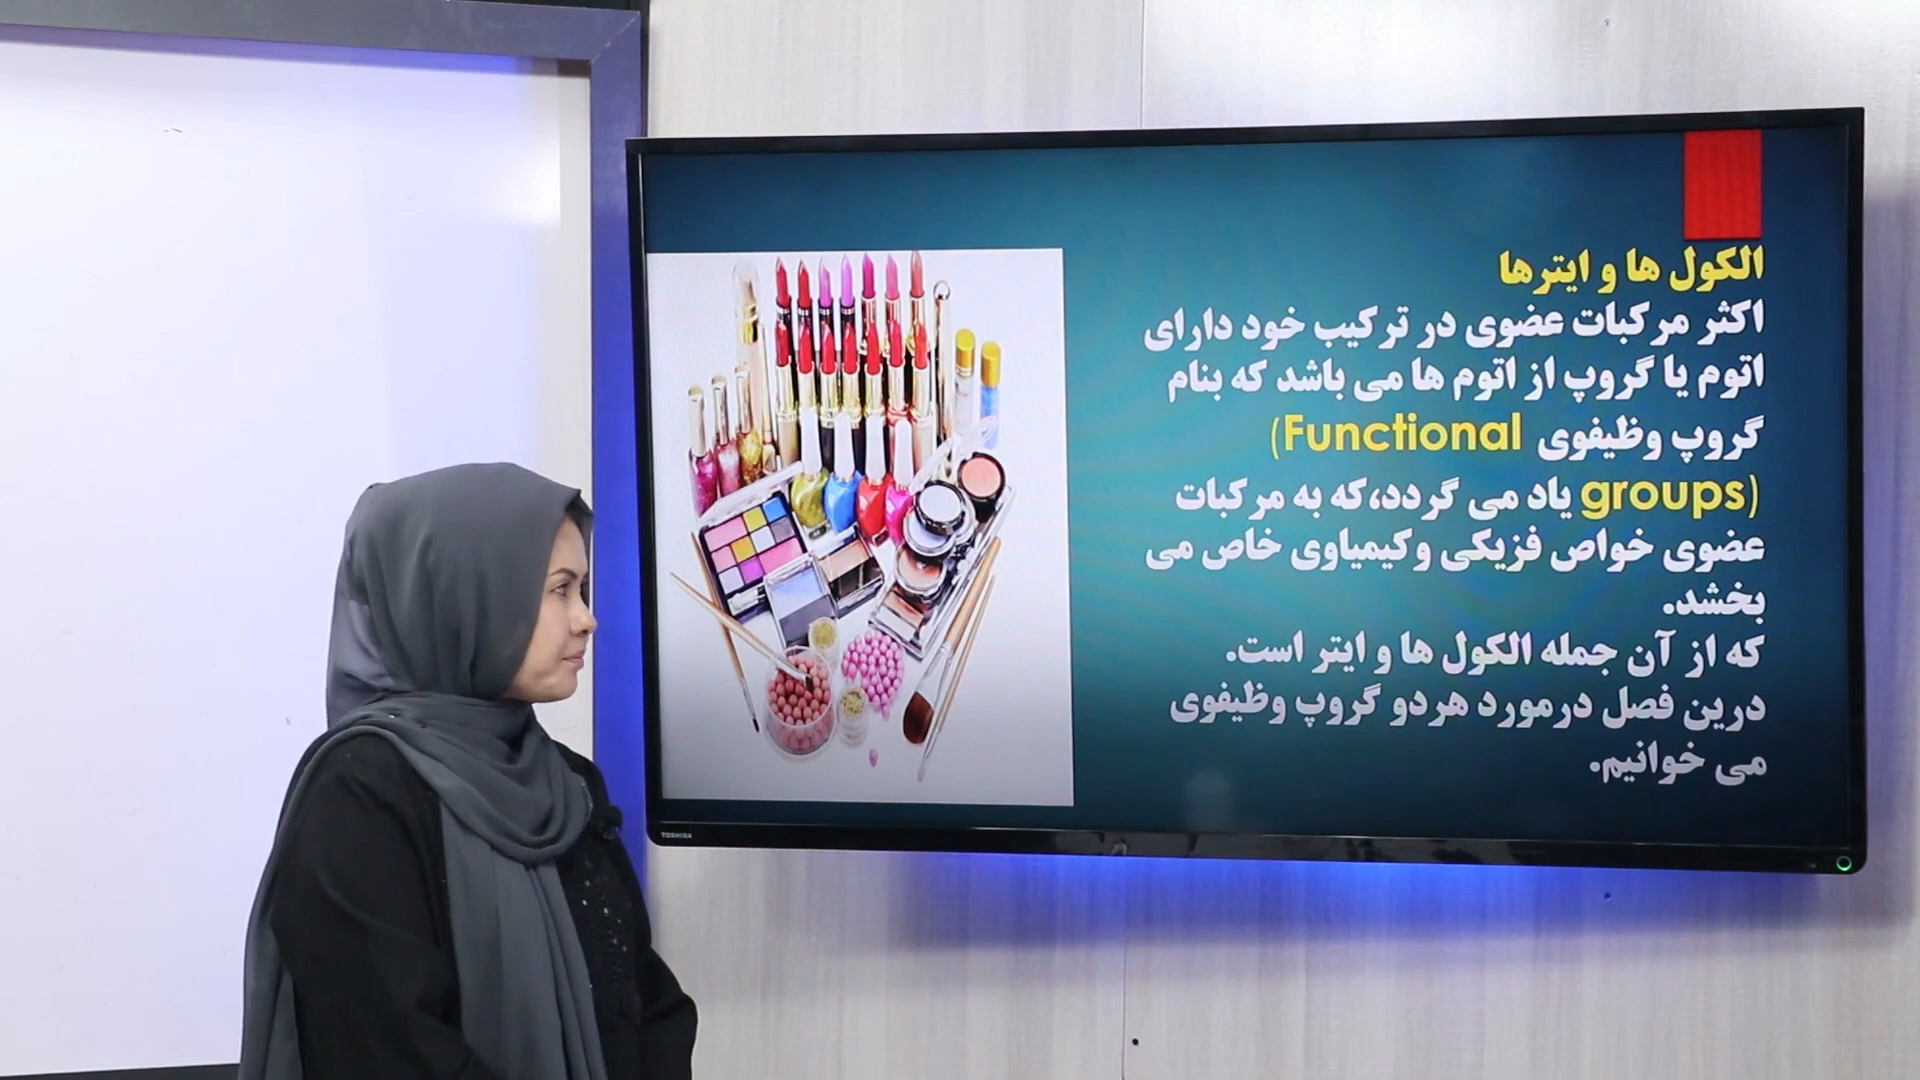 الکول ها و ایترها
اکثر مرکبات عضوی در ترکیب خود دارای
اتوم یا گروپ از اتوم ها می باشد که بنام
گروپ وظیفوی Functional)
(groups یاد می گردد،که به مرکبات
عضوی خواص فزیکی وکیمیاوی خاص می
بخشد.
که از آن جمله الکول ها و ایتر است.
درین فصل درمورد هردو گروپ وظیفوی
می خوانیم.
TOSHIBA